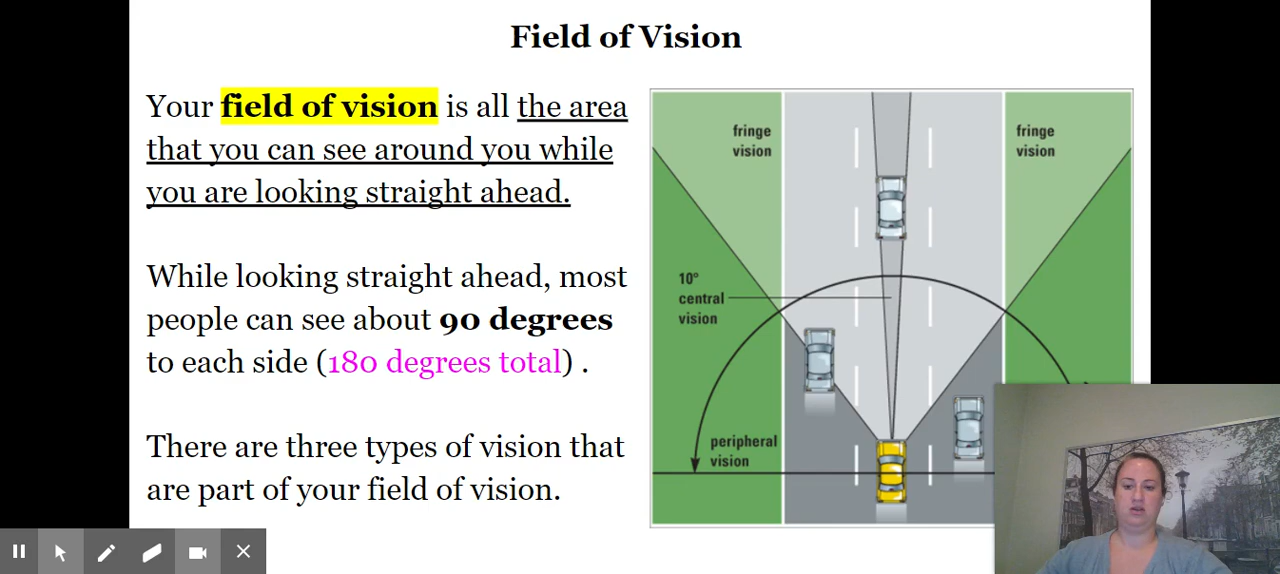 Field of Vision
Your field of vision is all the area
that you can see around you while
you are looking straight ahead.
While looking straight ahead, most
people can see about 90 degrees
to each side (180 degrees total) .
There are three types of vision that
are part of your field of vision.
fringe
vision
fringe
vision
10°
central
vision
peripheral
vision